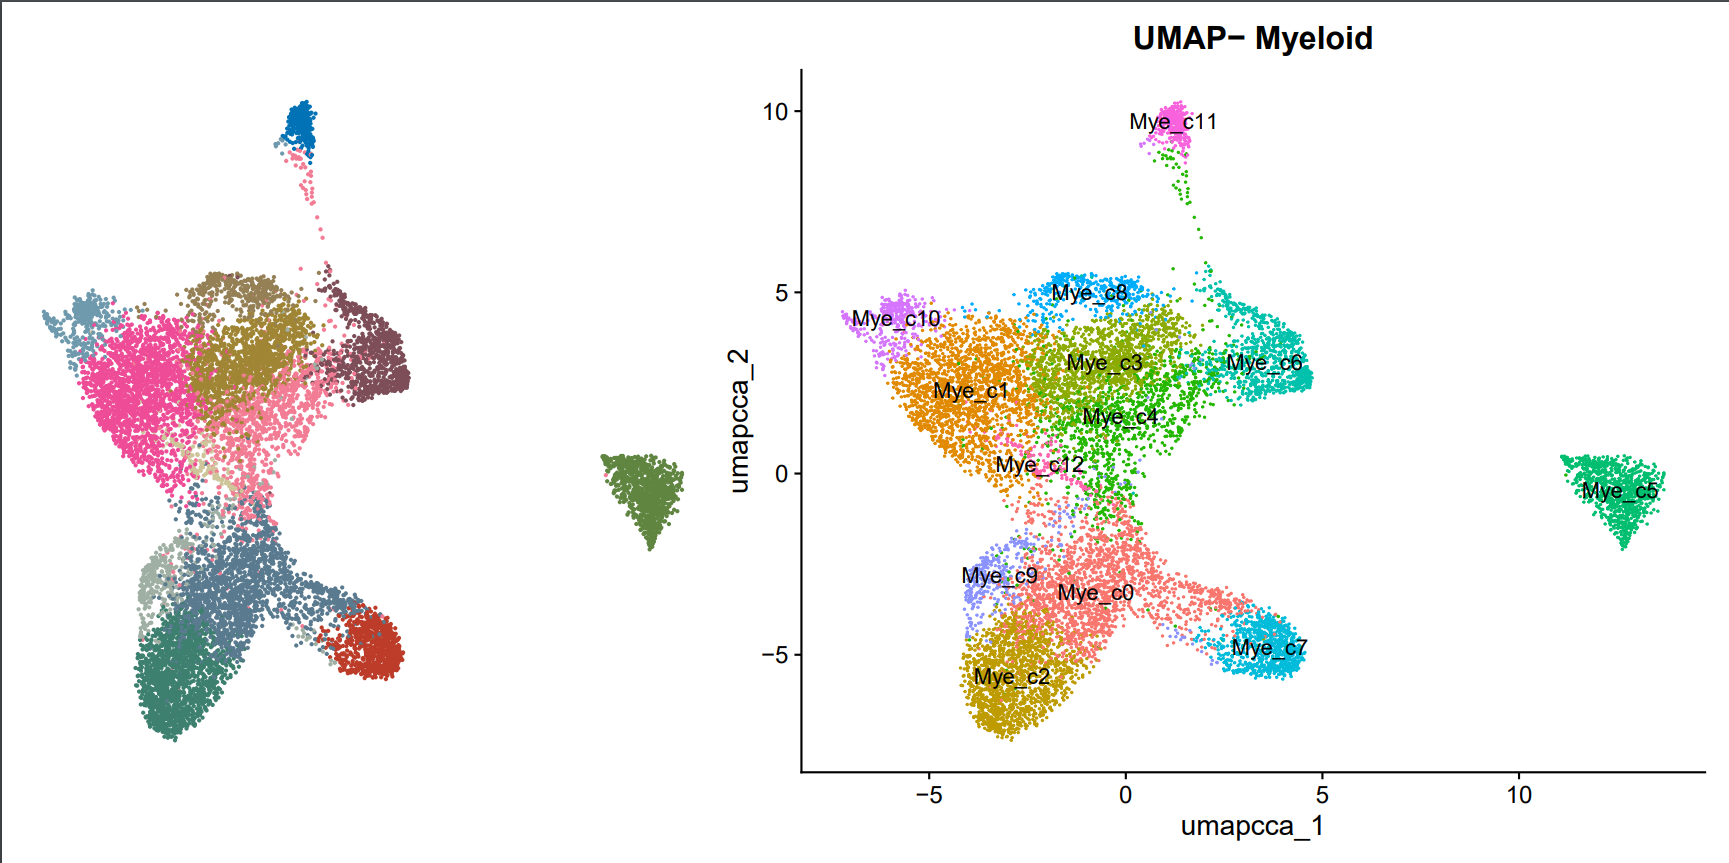 UMAP− Myeloid
10
5
0
−5
umapcca_2
Mye_c11
Mye_c8
Mye_c10
Mye_c3
Mye_c6
Mye_c1
Mye_c4
Mye_c12
Mye_c5
Mye_c9
Mye_c0
Mye_c7
Mye_c2
−5
0
5
10
umapcca_1